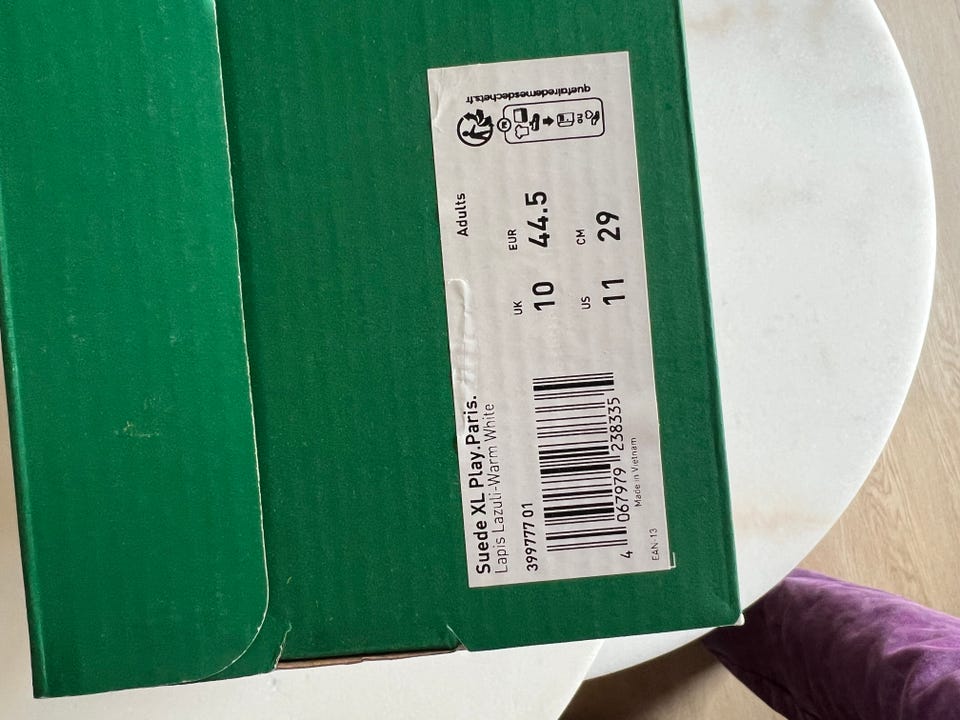 Suede XL Play.Paris.
Lapis Lazuli-Warm White
399777 01
4 067979 238335
EAN-13
Made in Vietnam
Adults
UK
10
EUR
44.5
US
11
CM
29
quefairedemesdechets.fr